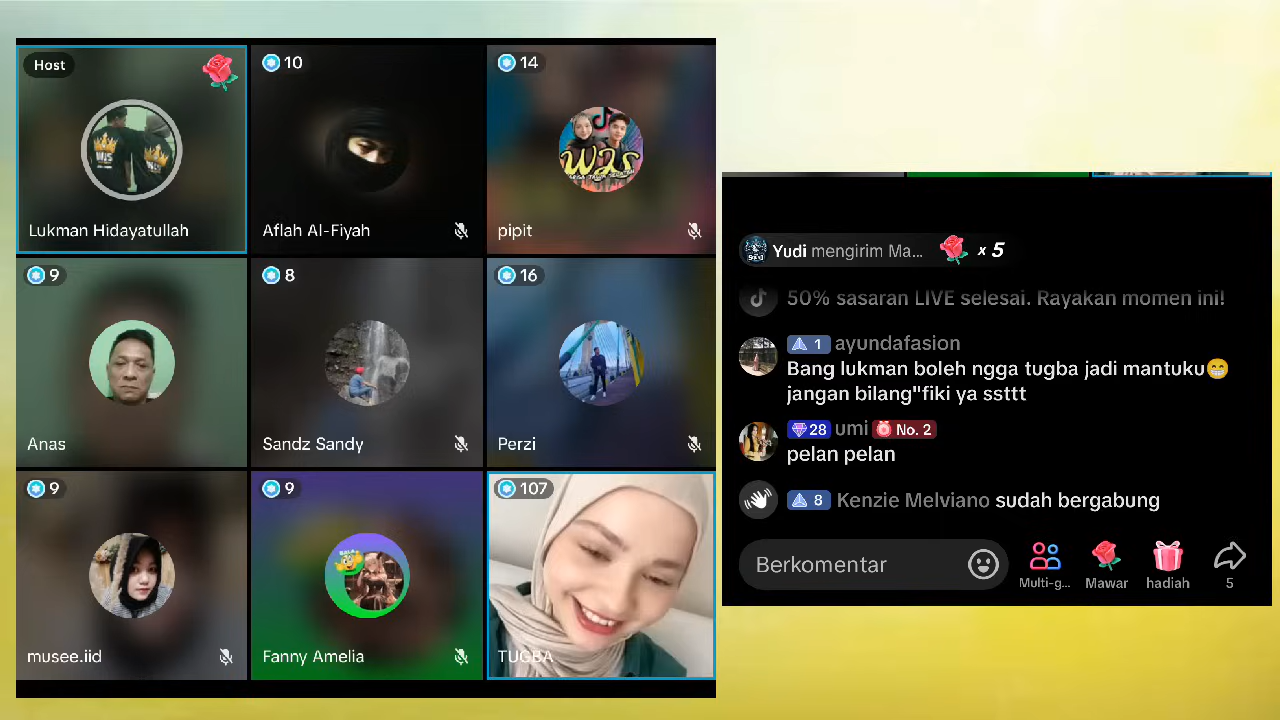 Host
10
14
Lukman Hidayatullah
Aflah Al-Fiyah
pipit
WJS
9
8
16
Anas
Sandz Sandy
Perzi
9
9
107
musee.iid
Fanny Amelia
TUGBA
Yudi mengirim Ma... x 5
50% sasaran LIVE selesai. Rayakan momen ini!
1 ayundafasion
Bang lukman boleh ngga tugba jadi mantuku😁
jangan bilang"fiki ya ssttt
28 umi No. 2
pelan pelan
8 Kenzie Melviano sudah bergabung
Berkomentar
Multi-g... Mawar hadiah 5